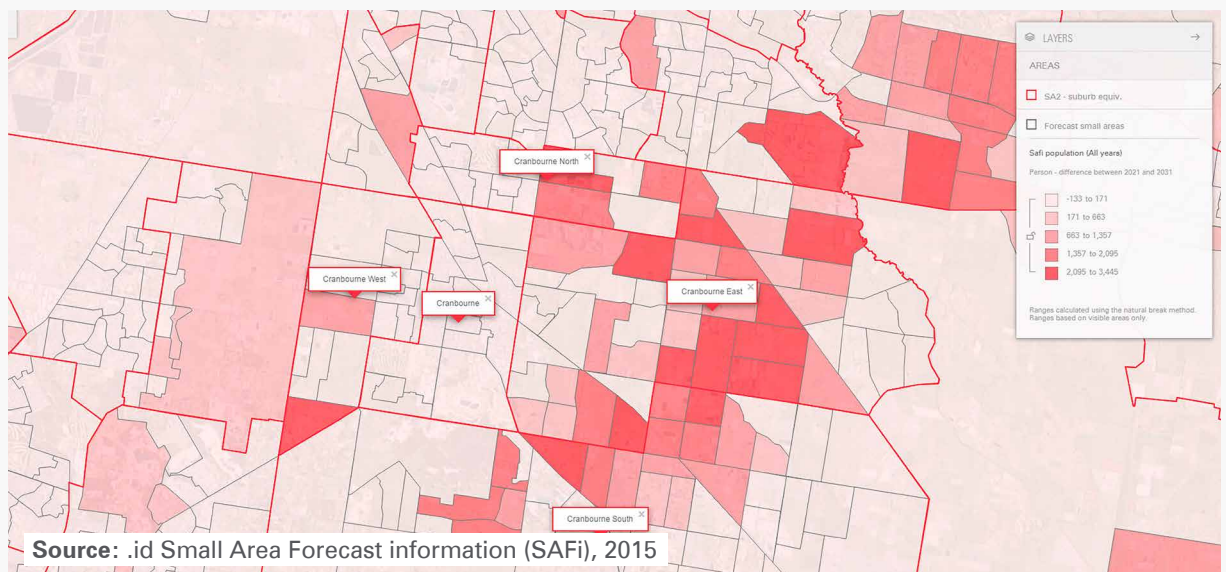 LAYERS
AREAS
SA2 - suburb equiv.
Forecast small areas
Safi population (All years)
Person - difference between 2021 and 2031
-133 to 171
171 to 663
663 to 1,357
1,357 to 2,095
2,095 to 3,445
Ranges calculated using the natural break method.
Ranges based on visible areas only.
Cranbourne North
Cranbourne West
Cranbourne
Cranbourne East
Cranbourne South
Source: .id Small Area Forecast information (SAFi), 2015